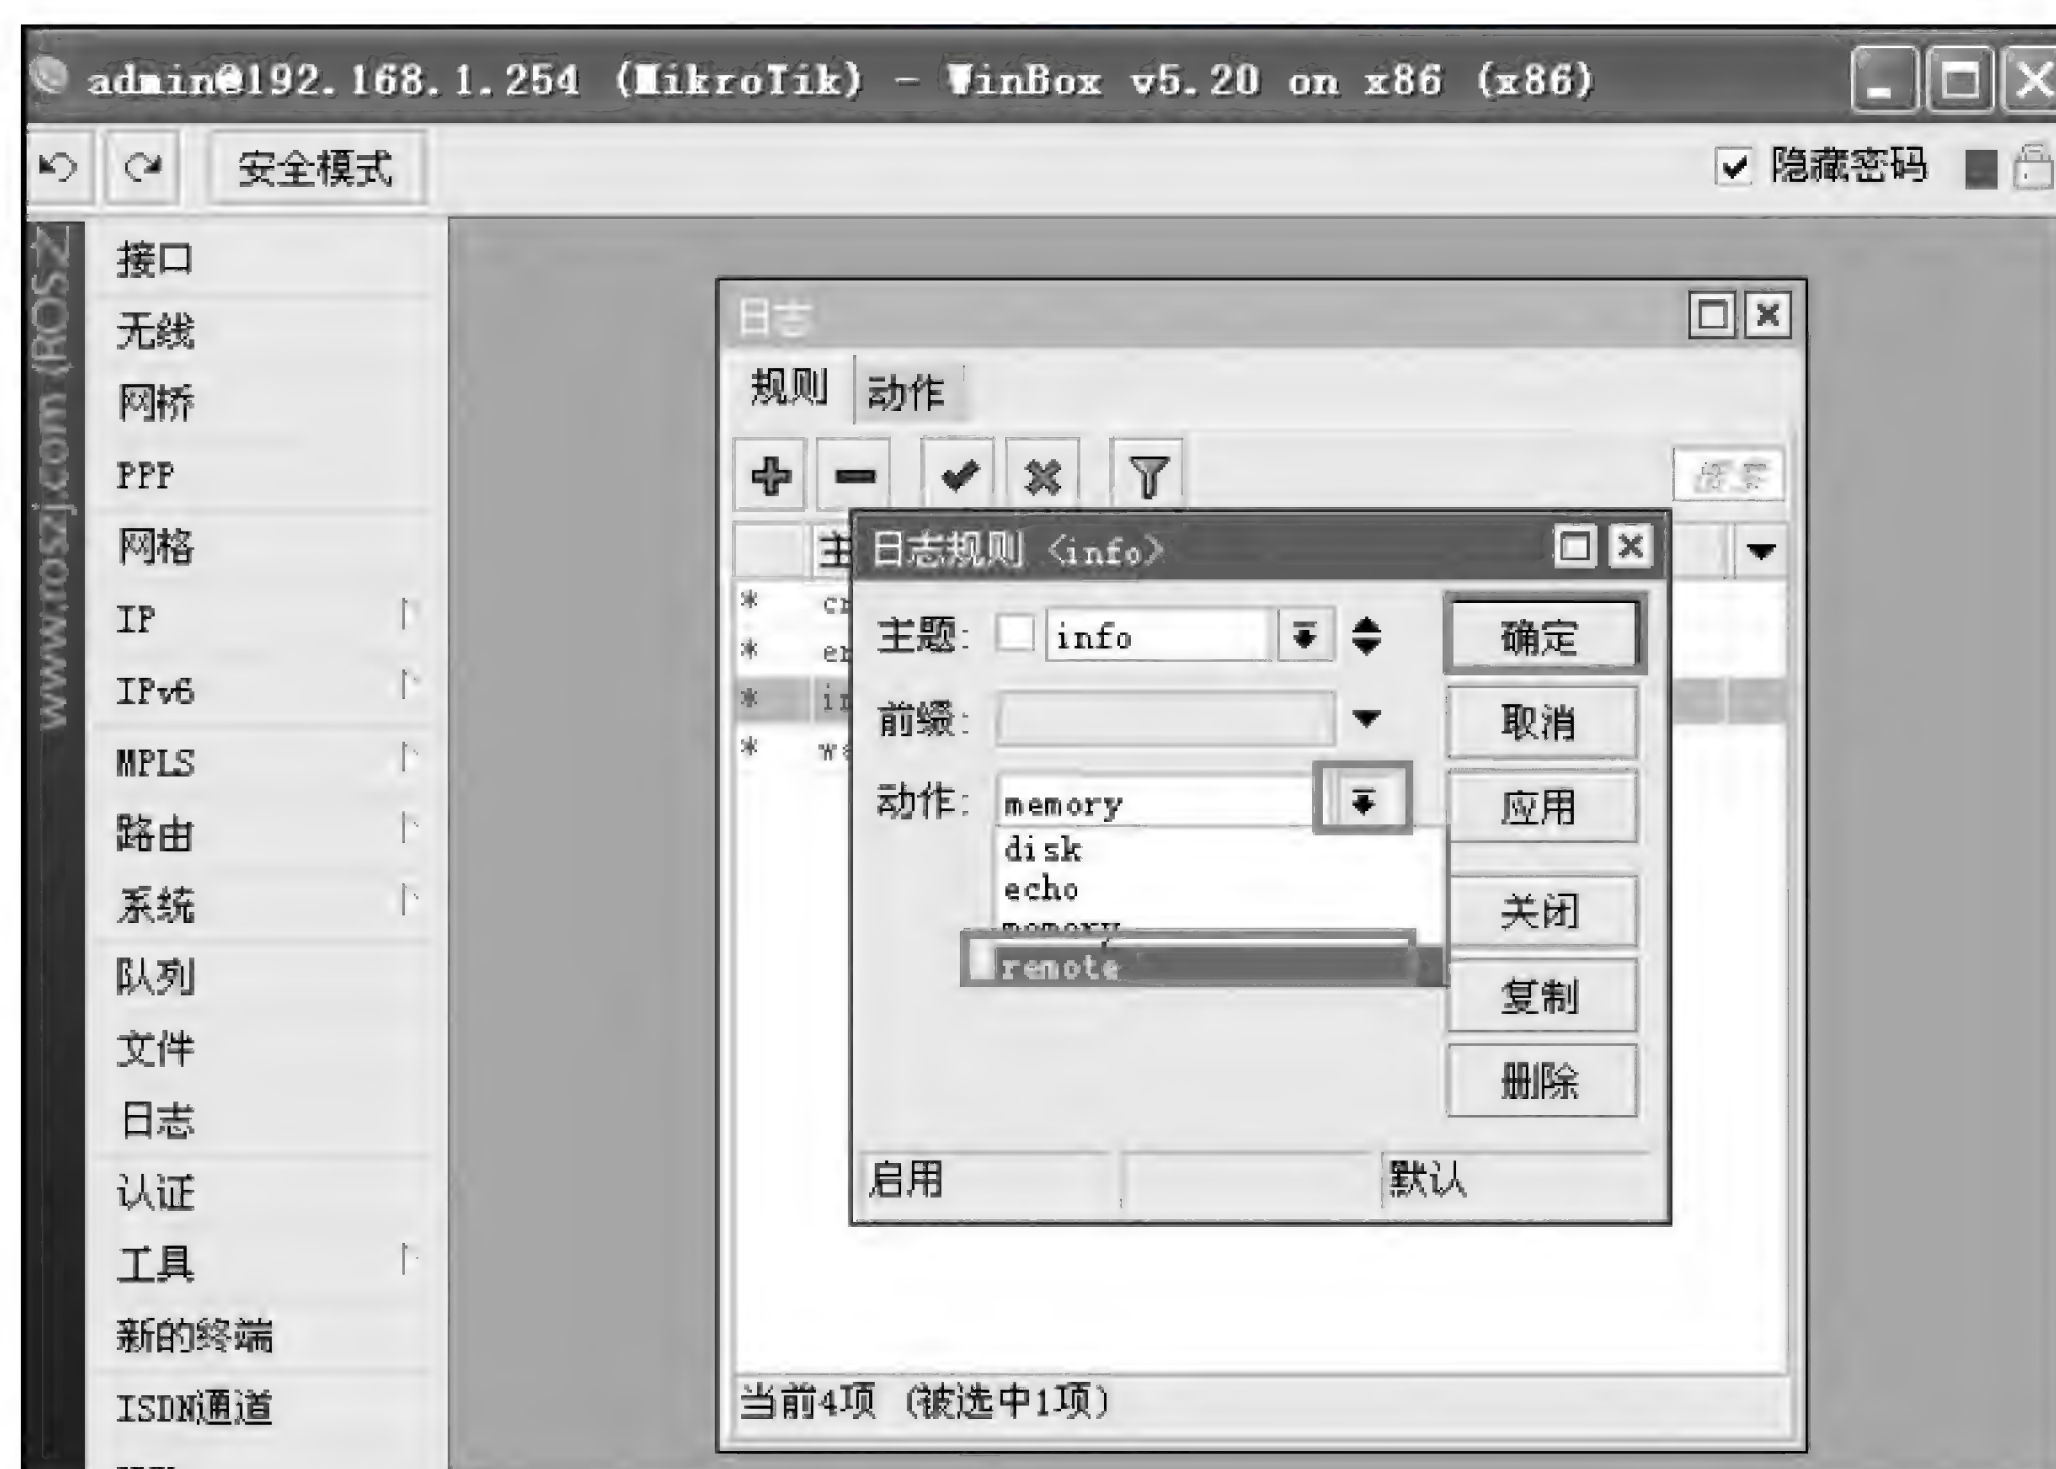 admin@192.168.1.254 (MikroTik) - WinBox v5.20 on x86 (x86)
安全模式
隐藏密码
www.roszj.com (ROSZ
接口
无线
网桥
PPP
网格
IP
IPv6
MPLS
路由
系统
队列
文件
日志
认证
工具
新的终端
ISDN通道
日志
规则 动作
主
日志规则 <info>
主题: info
确定
前缀:
取消
动作: memory
应用
disk
echo
memory
remote
关闭
复制
删除
启用 默认
当前4项 (被选中1项)